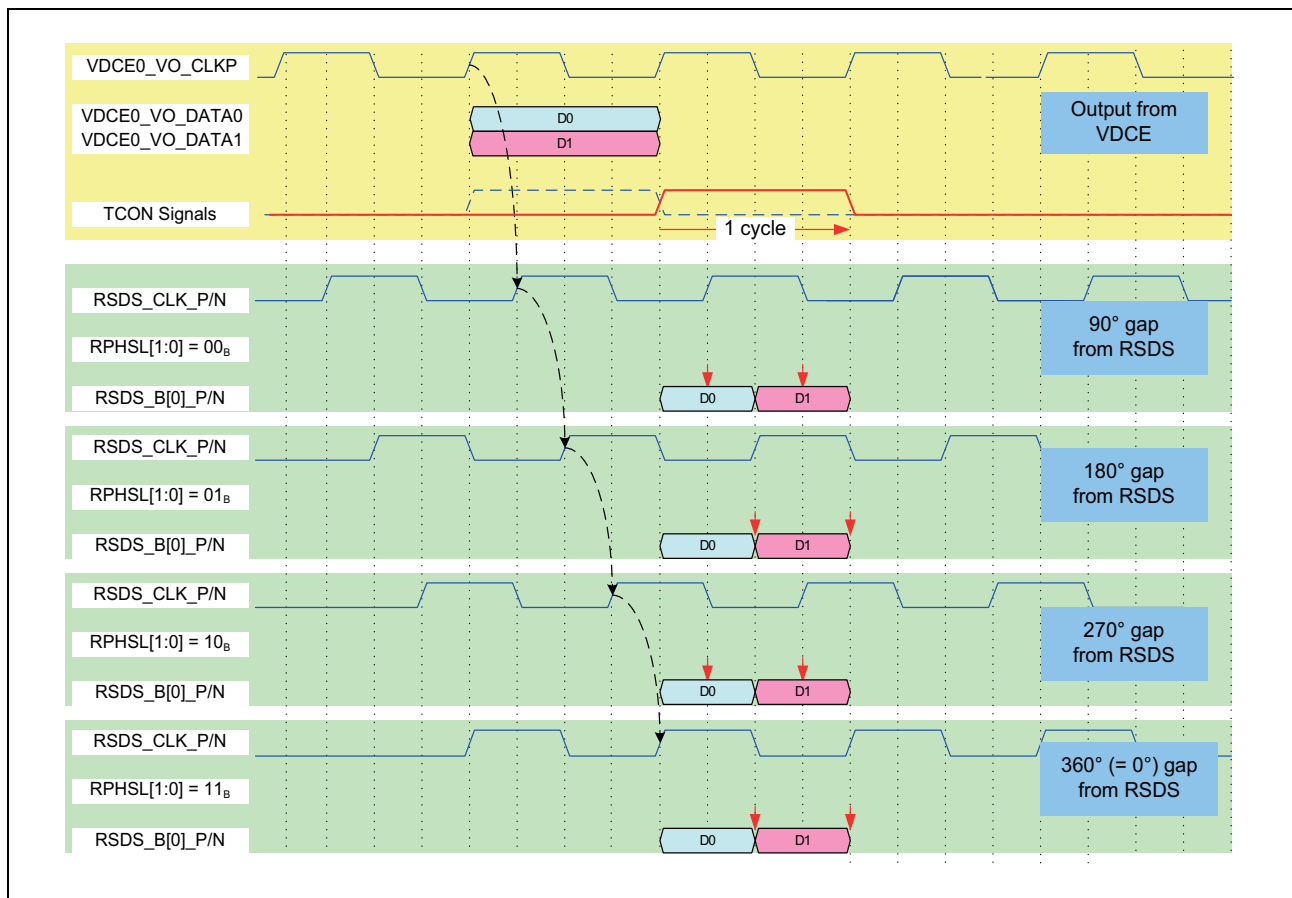 VDCE0_VO_CLKP
VDCE0_VO_DATA0
VDCE0_VO_DATA1
D0
D1
Output from
VDCE
TCON Signals
1 cycle
RSDS_CLK_P/N
RPHSL[1:0] = 00B
90° gap
from RSDS
RSDS_B[0]_P/N
D0
D1
RSDS_CLK_P/N
RPHSL[1:0] = 01B
180° gap
from RSDS
RSDS_B[0]_P/N
D0
D1
RSDS_CLK_P/N
RPHSL[1:0] = 10B
270° gap
from RSDS
RSDS_B[0]_P/N
D0
D1
RSDS_CLK_P/N
RPHSL[1:0] = 11B
360° (= 0°) gap
from RSDS
RSDS_B[0]_P/N
D0
D1